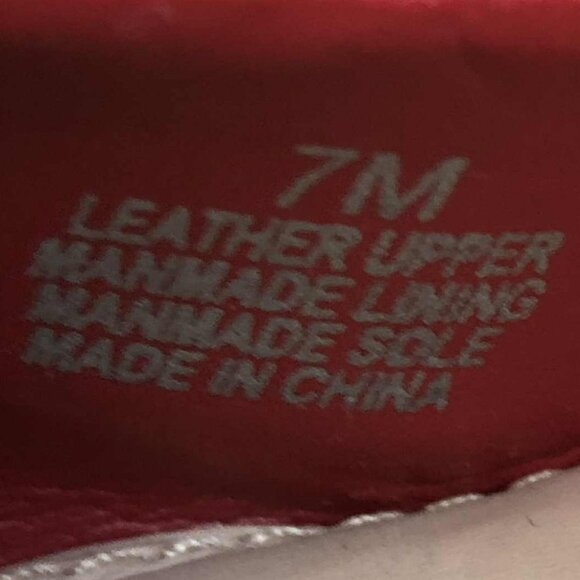 7M
LEATHER UPPER
MANMADE LINING
MANMADE SOLE
MADE IN CHINA